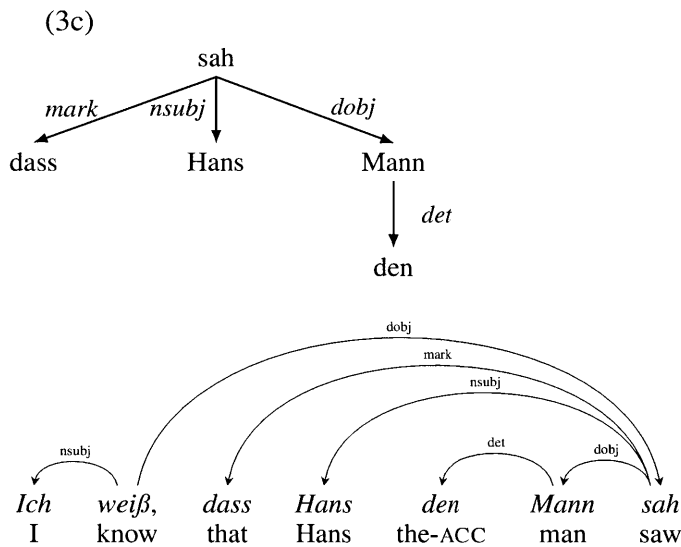 (3c)
sah
mark nsubj dobj
dass Hans Mann
det
den
dobj
mark
nsubj
nsubj det dobj
Ich weiß, dass Hans den Mann sah
I know that Hans the-ACC man saw